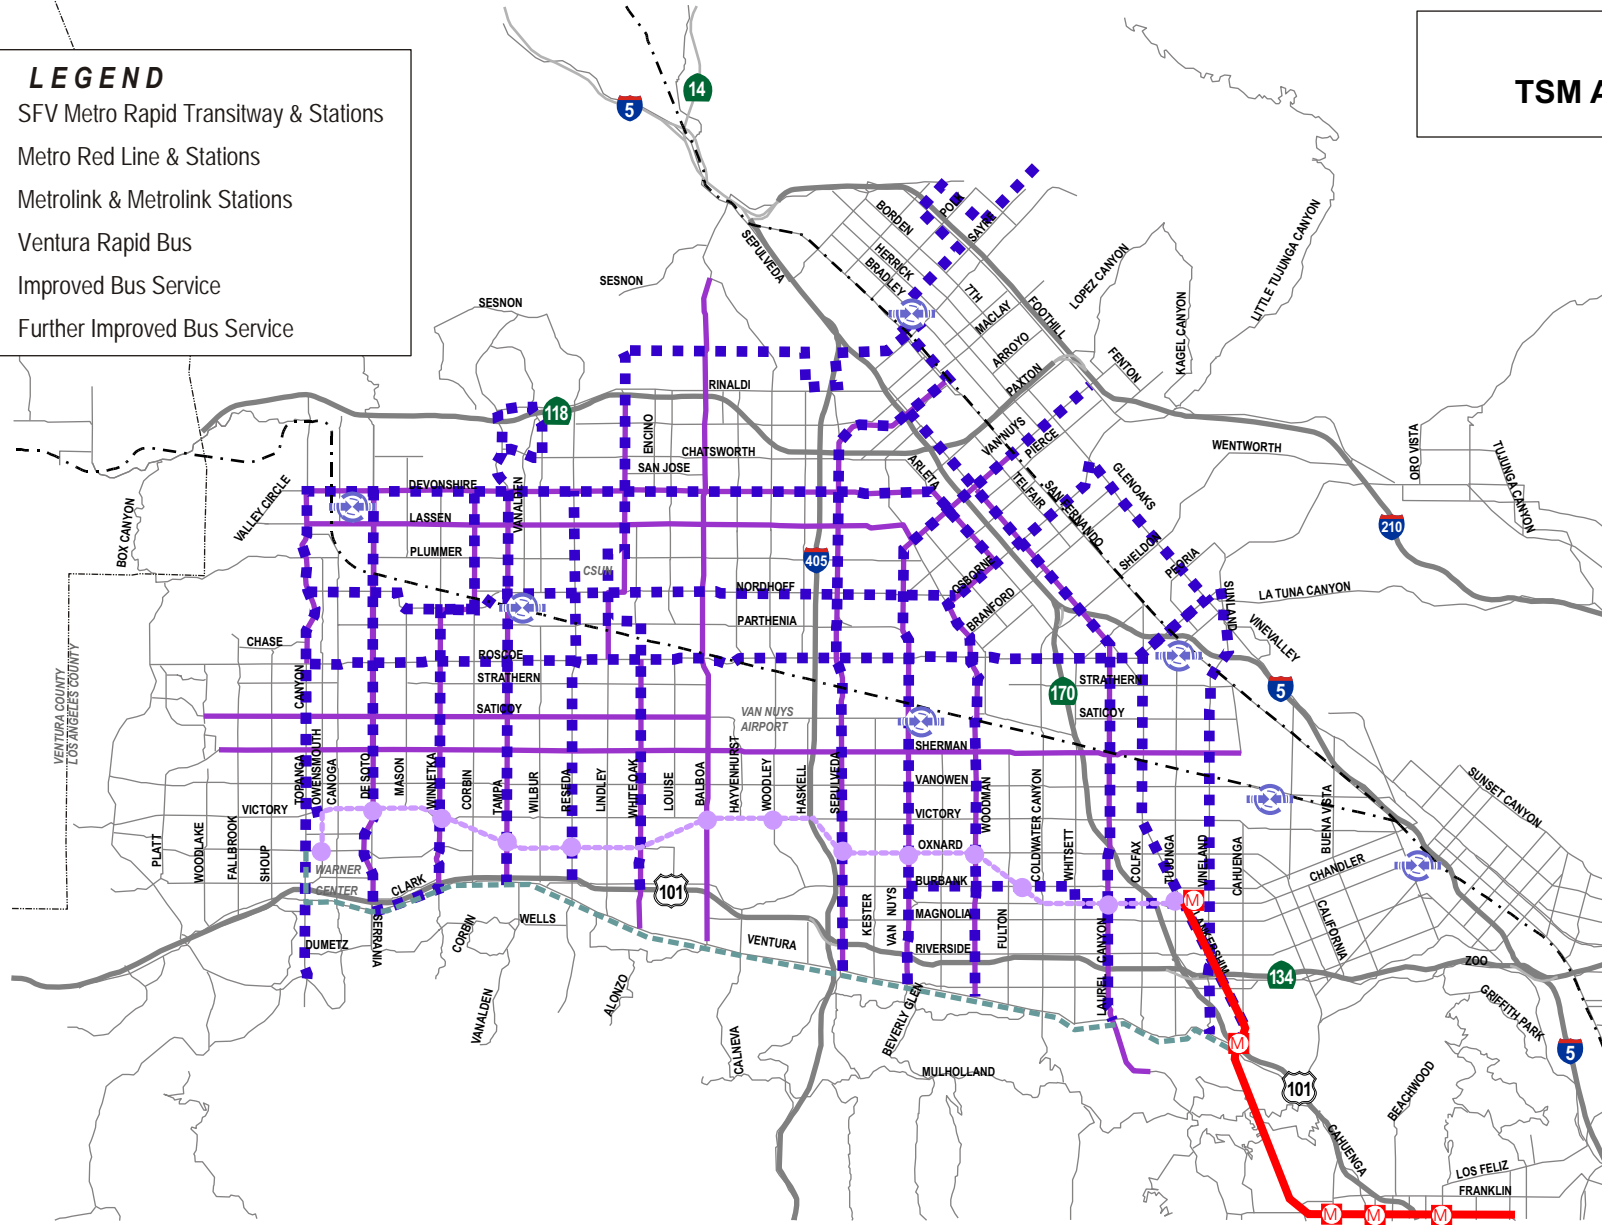 LEGEND
SFV Metro Rapid Transitway & Stations
Metro Red Line & Stations
Metrolink & Metrolink Stations
Ventura Rapid Bus
Improved Bus Service
Further Improved Bus Service
TSM A
14
5
SEPULVEDA
BORDEN
POLK
SAYRE
HERRICK
BRADLEY
7TH
MACLAY
ARROYO
FOOTHILL
PAXTON
FENTON
LOPEZ CANYON
KAGEL CANYON
LITTLE TUJUNGA CANYON
SESNON
SESNON
RINALDI
118
ENCINO
CHATSWORTH
SAN JOSE
VAN NUYS
PIERCE
WENTWORTH
ORO VISTA
TUJUNGA CANYON
ARLETA
TELFAIR
SAN FERNANDO
GLENOAKS
VALLEY CIRCLE
BOX CANYON
DEVONSHIRE
VANALDEN
LASSEN
PLUMMER
CSUN
405
210
SHELDON
PEORIA
OSBORNE
BRANFORD
SUNLAND
LA TUNA CANYON
NORDHOFF
PARTHENIA
VINEVALLEY
CHASE
ROSCOE
STRATHERN
STRATHERN
170
5
VENTURA COUNTY
LOS ANGELES COUNTY
CANYON
SATICOY
SATICOY
VAN NUYS
AIRPORT
SHERMAN
VANOWEN
VICTORY
VICTORY
OXNARD
BURBANK
MAGNOLIA
RIVERSIDE
PLATT
WOODLAKE
FALLBROOK
SHOUP
TOPANGA
OWENSMOUTH
CANOGA
DE SOTO
MASON
WINNETKA
CORBIN
TAMPA
WILBUR
RESEDA
LINDLEY
WHITE OAK
LOUISE
BALBOA
HAYVENHURST
WOODLEY
HASKELL
SEPULVEDA
WOODMAN
COLDWATER CANYON
WHITSETT
COLFAX
TUJUNGA
VINELAND
CAHUENGA
BUENA VISTA
SUNSET CANYON
CHANDLER
CALIFORNIA
WARNER
CENTER
CLARK
101
KESTER
VAN NUYS
FULTON
LAUREL CANYON
LANKERSHIM
M
DUMETZ
SERRANIA
CORBIN
WELLS
VENTURA
134
ZOO
GRIFFITH PARK
VANALDEN
ALONZO
CALNEVA
BEVERLY GLEN
MULHOLLAND
M
101
5
BEACHWOOD
CAHUENGA
LOS FELIZ
FRANKLIN
M
M
M